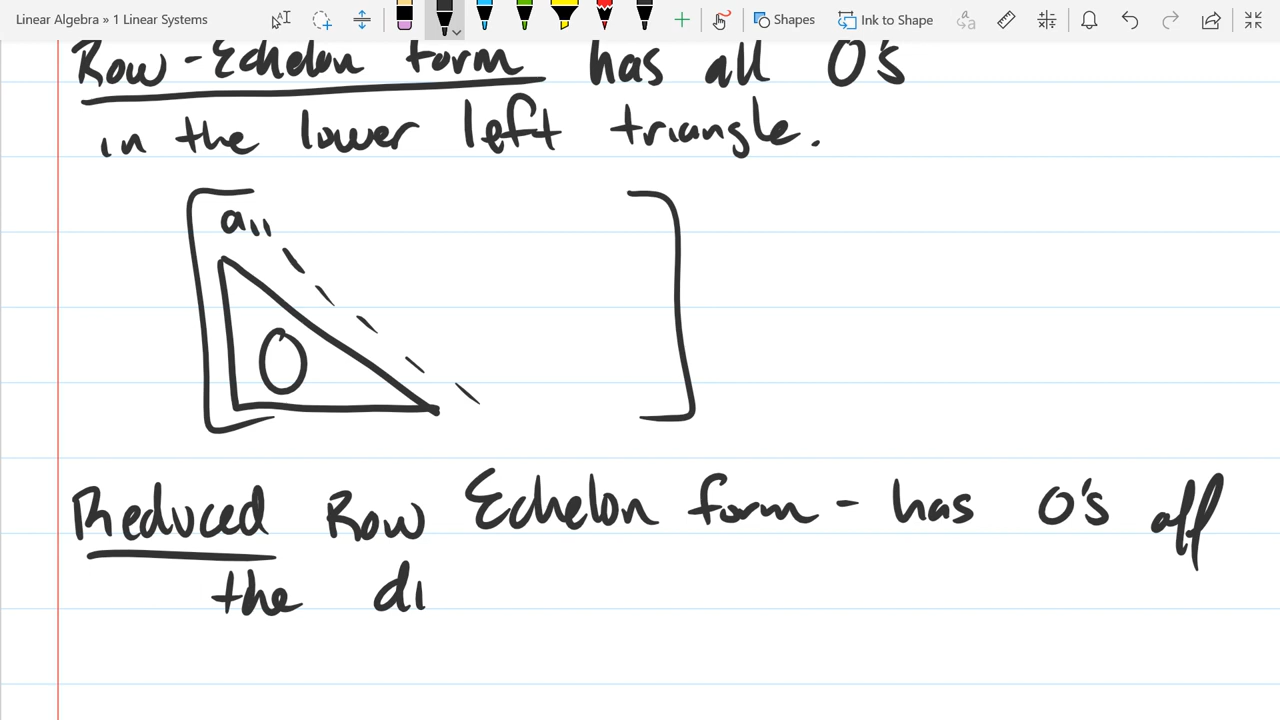 Linear Algebra » 1 Linear Systems
Shapes
Ink to Shape
Row-Echelon form has all 0's
in the lower left triangle.
a11
0
Reduced Row Echelon form - has 0's off
the di